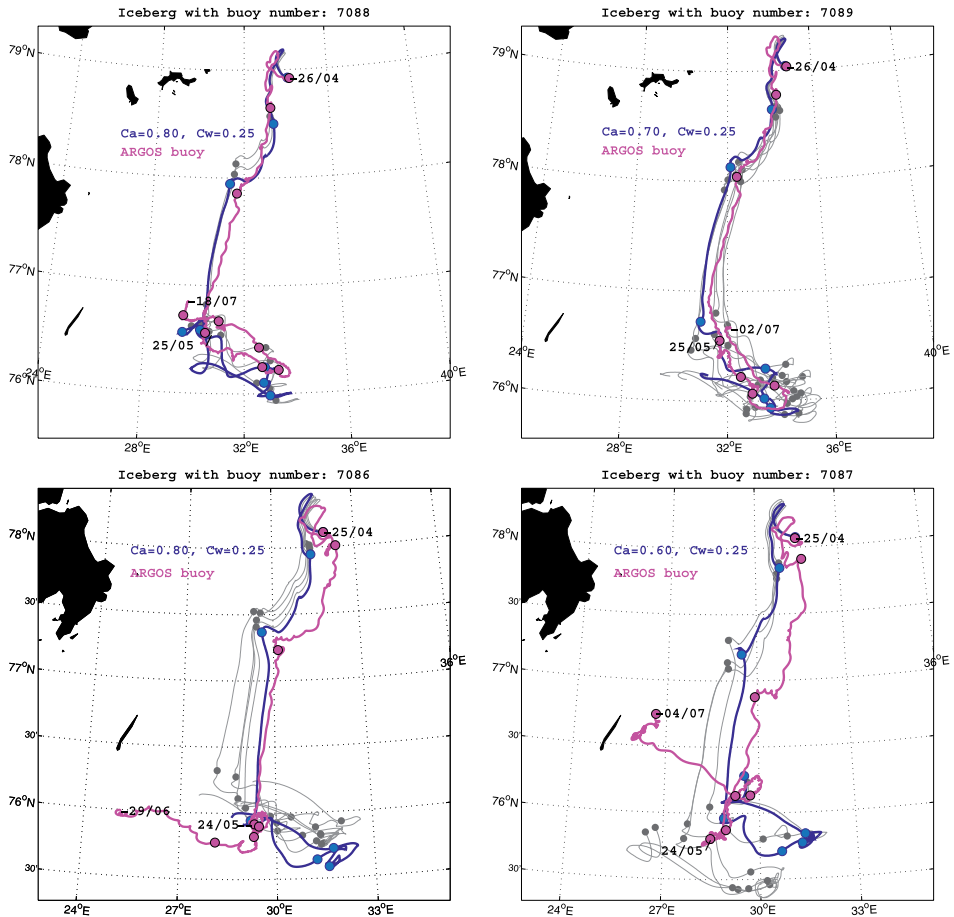 Iceberg with buoy number: 7088
79°N
26/04
Ca=0.80, Cw=0.25
ARGOS buoy
78°N
77°N
18/07
25/05
76°N
24°E
40°E
28°E
32°E
36°E
Iceberg with buoy number: 7089
79°N
26/04
Ca=0.70, Cw=0.25
ARGOS buoy
78°N
77°N
02/07
25/05
24°E
40°E
76°N
28°E
32°E
36°E
Iceberg with buoy number: 7086
78°N
25/04
Ca=0.80, Cw=0.25
ARGOS buoy
30'
77°N
36°E
30'
76°N
29/06
24/05
30'
24°E
27°E
30°E
33°E
Iceberg with buoy number: 7087
78°N
25/04
Ca=0.60, Cw=0.25
ARGOS buoy
30'
77°N
36°E
04/07
30'
76°N
24/05
30'
27°E
30°E
33°E
24°E